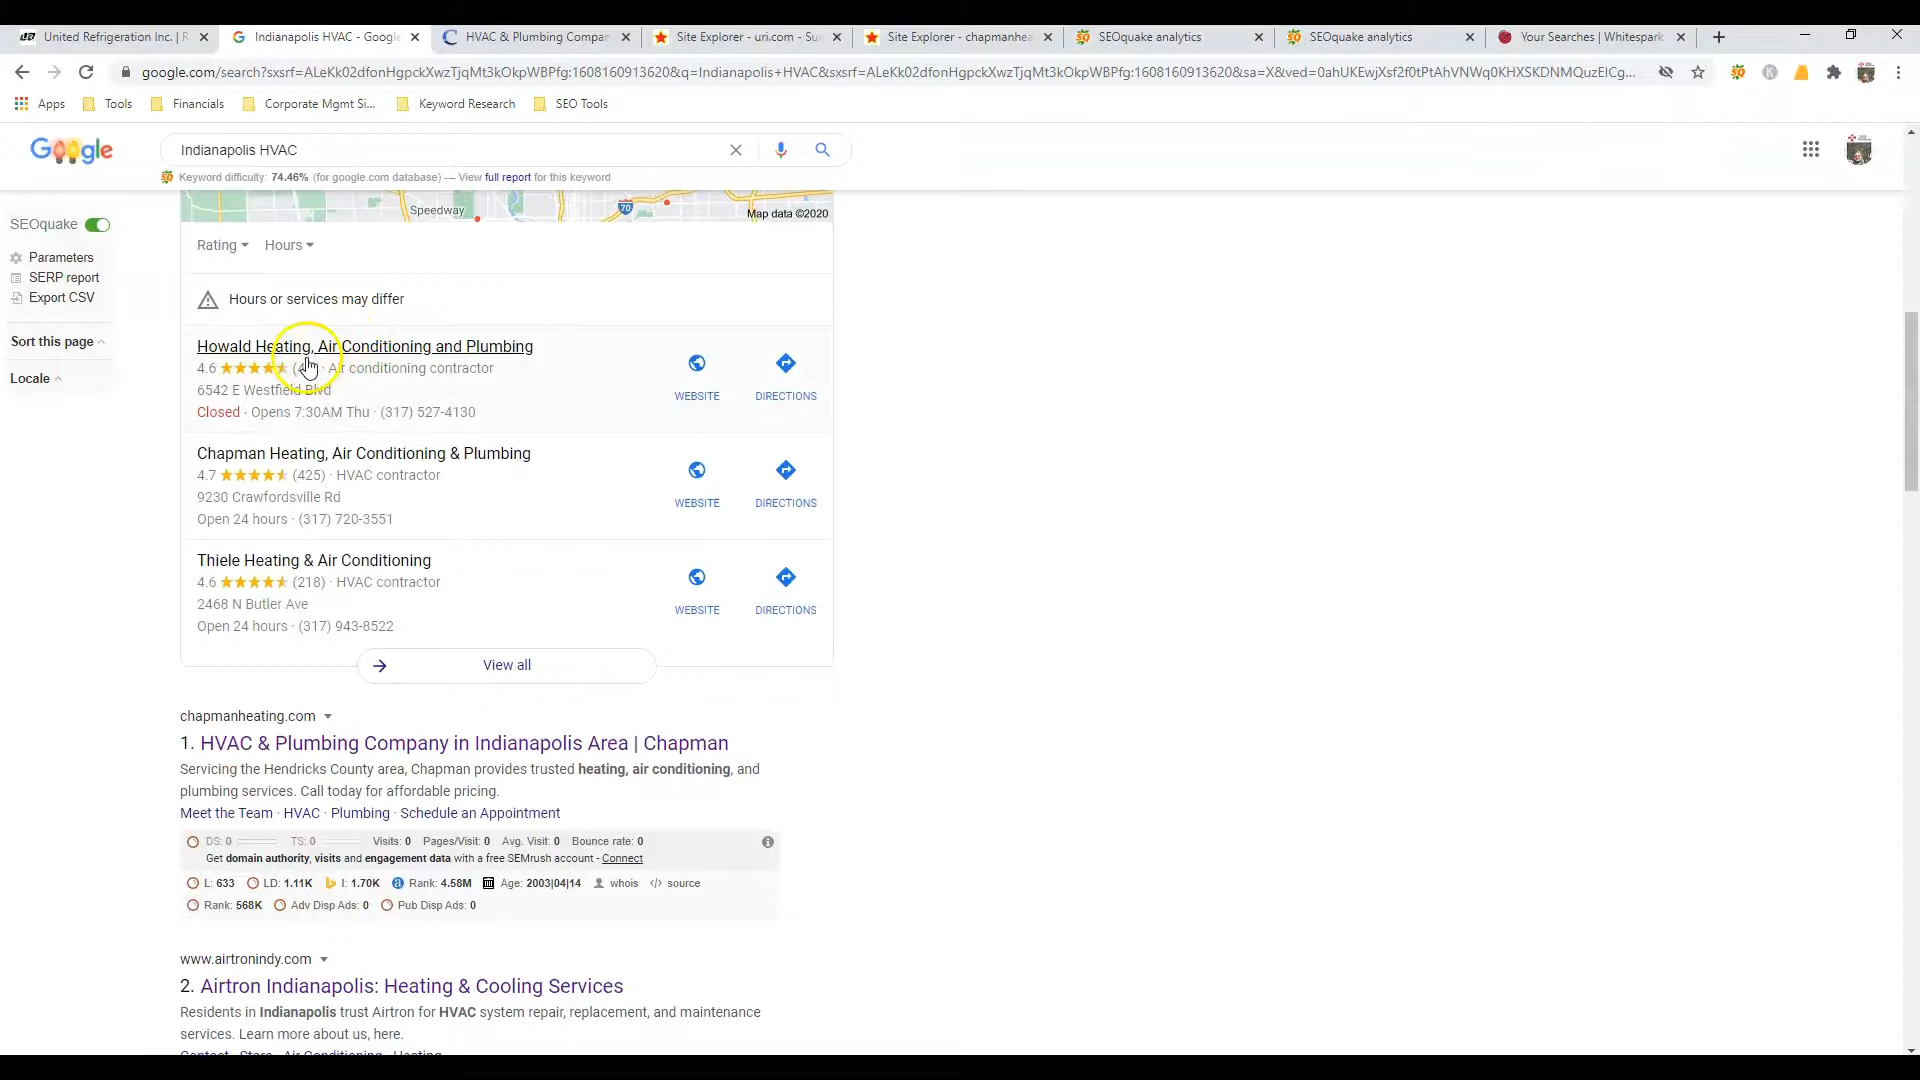 United Refrigeration Inc. | R
Indianapolis HVAC - Google
HVAC & Plumbing Compan
Site Explorer - uri.com - Su
Site Explorer - chapmanhea
SEOquake analytics
SEOquake analytics
Your Searches | Whitespark
google.com/search?sxsrf=ALeKk02dfonHgpckXwzTjqMt3kOkpWBPfg:1608160913620&q=Indianapolis+HVAC&sxsrf=ALeKk02dfonHgpckXwzTjqMt3kOkpWBPfg:1608160913620&sa=X&ved=0ahUKEwjXsf2f0tPtAhVNWq0KHXSKDNMQuzEICg...
Apps Tools Financials Corporate Mgmt Si... Keyword Research SEO Tools
Google
Indianapolis HVAC
Keyword difficulty: 74.46% (for google.com database) — View full report for this keyword
SEOquake
Parameters
SERP report
Export CSV
Sort this page
Locale
Speedway
70
Map data ©2020
Rating Hours
Hours or services may differ
Howald Heating, Air Conditioning and Plumbing
4.6 · Air conditioning contractor
6542 E Westfield Blvd
Closed · Opens 7:30AM Thu · (317) 527-4130
WEBSITE DIRECTIONS
Chapman Heating, Air Conditioning & Plumbing
4.7 (425) · HVAC contractor
9230 Crawfordsville Rd
Open 24 hours · (317) 720-3551
WEBSITE DIRECTIONS
Thiele Heating & Air Conditioning
4.6 (218) · HVAC contractor
2468 N Butler Ave
Open 24 hours · (317) 943-8522
WEBSITE DIRECTIONS
View all
chapmanheating.com
1. HVAC & Plumbing Company in Indianapolis Area | Chapman
Servicing the Hendricks County area, Chapman provides trusted heating, air conditioning, and
plumbing services. Call today for affordable pricing.
Meet the Team · HVAC · Plumbing · Schedule an Appointment
DS: 0 TS: 0 Visits: 0 Pages/Visit: 0 Avg. Visit: 0 Bounce rate: 0
Get domain authority, visits and engagement data with a free SEMrush account - Connect
L: 633 LD: 1.11K I: 1.70K Rank: 4.58M Age: 2003|04|14 whois </> source
Rank: 568K Adv Disp Ads: 0 Pub Disp Ads: 0
www.airtronindy.com
2. Airtron Indianapolis: Heating & Cooling Services
Residents in Indianapolis trust Airtron for HVAC system repair, replacement, and maintenance
services. Learn more about us, here.
Contact · Store · Air Conditioning · Heating